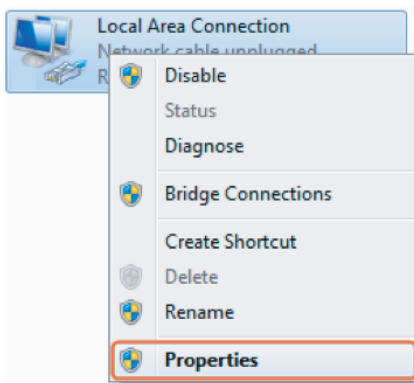 Local Area Connection
Network cable unplugged
R
Disable
Status
Diagnose
Bridge Connections
Create Shortcut
Delete
Rename
Properties